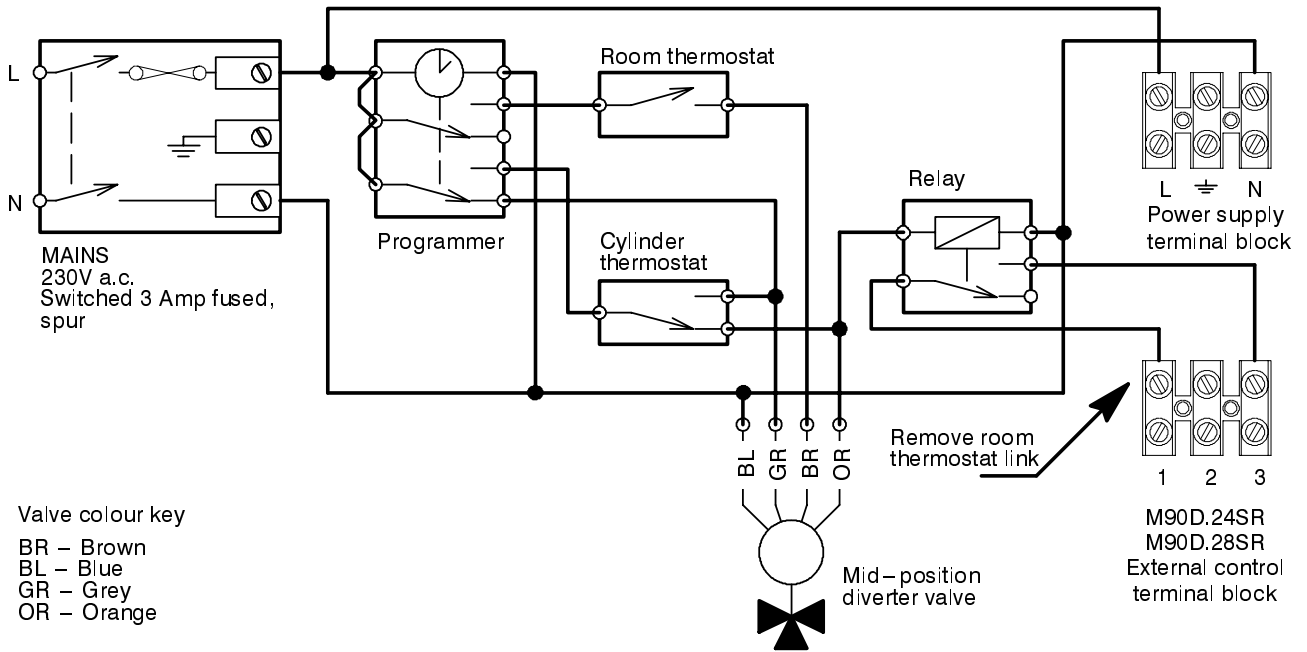 L
N
MAINS
230V a.c.
Switched 3 Amp fused,
spur
Programmer
Room thermostat
Cylinder
thermostat
Relay
L
N
Power supply
terminal block
Remove room
thermostat link
1 2 3
M90D.24SR
M90D.28SR
External control
terminal block
BL
GR
BR
OR
Mid–position
diverter valve
Valve colour key
BR – Brown
BL – Blue
GR – Grey
OR – Orange